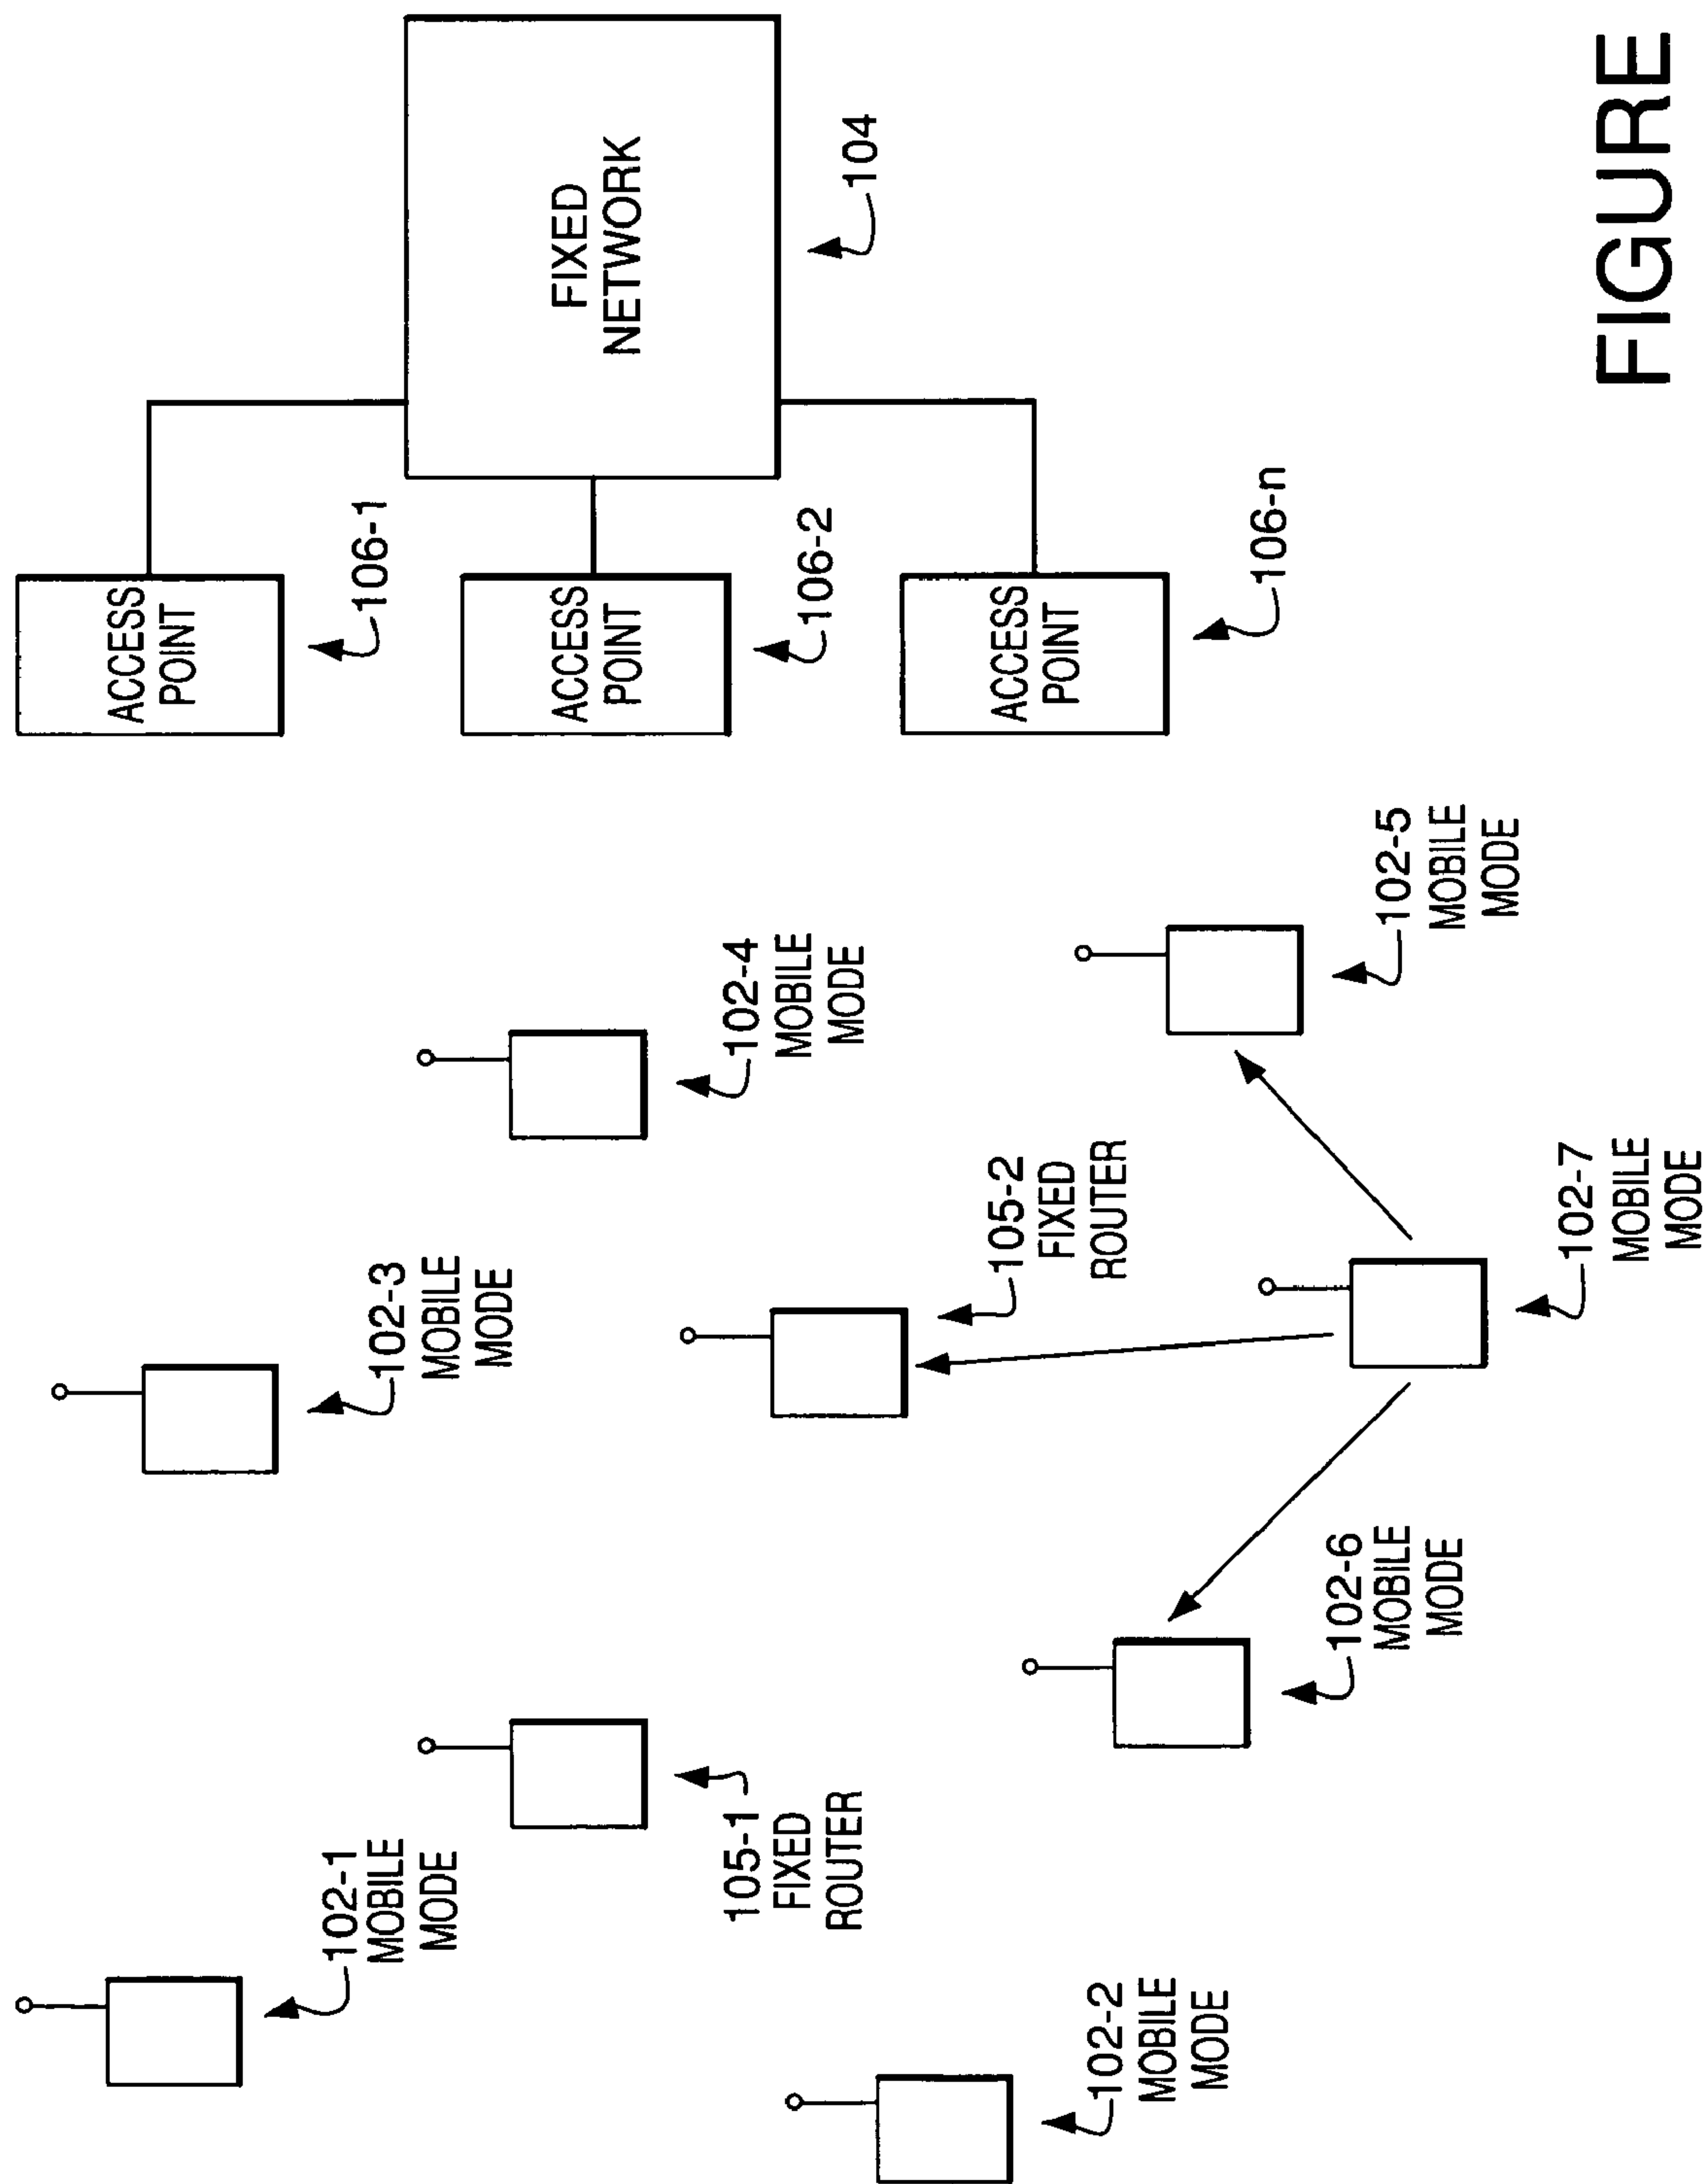 ACCESS
POINT
102-1
MOBILE
MODE
106-1
102-3
MOBILE
MODE
ACCESS
POINT
FIXED
NETWORK
105-1
FIXED
ROUTER
102-4
MOBILE
MODE
106-2
104
105-2
FIXED
ROUTER
ACCESS
POINT
102-2
MOBILE
MODE
106-n
102-6
MOBILE
MODE
102-5
MOBILE
MODE
102-7
MOBILE
MODE
FIGURE